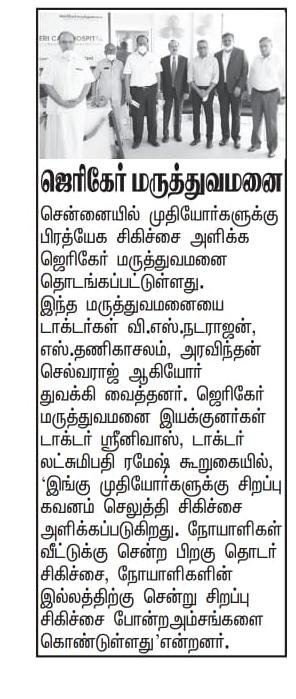 ERI CARE HOSPITAL
ஜெரிகேர் மருத்துவமனை
சென்னையில் முதியோர்களுக்கு
பிரத்யேக சிகிச்சை அளிக்க
ஜெரிகேர் மருத்துவமனை
தொடங்கப்பட்டுள்ளது.
இந்த மருத்துவமனையை
டாக்டர்கள் வி.எஸ்.நடராஜன்,
எஸ்.தணிகாசலம், அரவிந்தன்
செல்வராஜ் ஆகியோர்
துவக்கி வைத்தனர். ஜெரிகேர்
மருத்துவமனை இயக்குனர்கள்
டாக்டர் ஸ்ரீனிவாஸ், டாக்டர்
லட்சுமிபதி ரமேஷ் கூறுகையில்,
'இங்கு முதியோர்களுக்கு சிறப்பு
கவனம் செலுத்தி சிகிச்சை
அளிக்கப்படுகிறது. நோயாளிகள்
வீட்டுக்கு சென்ற பிறகு தொடர்
சிகிச்சை, நோயாளிகளின்
இல்லத்திற்கு சென்று சிறப்பு
சிகிச்சை போன்றஅம்சங்களை
கொண்டுள்ளது'என்றனர்.